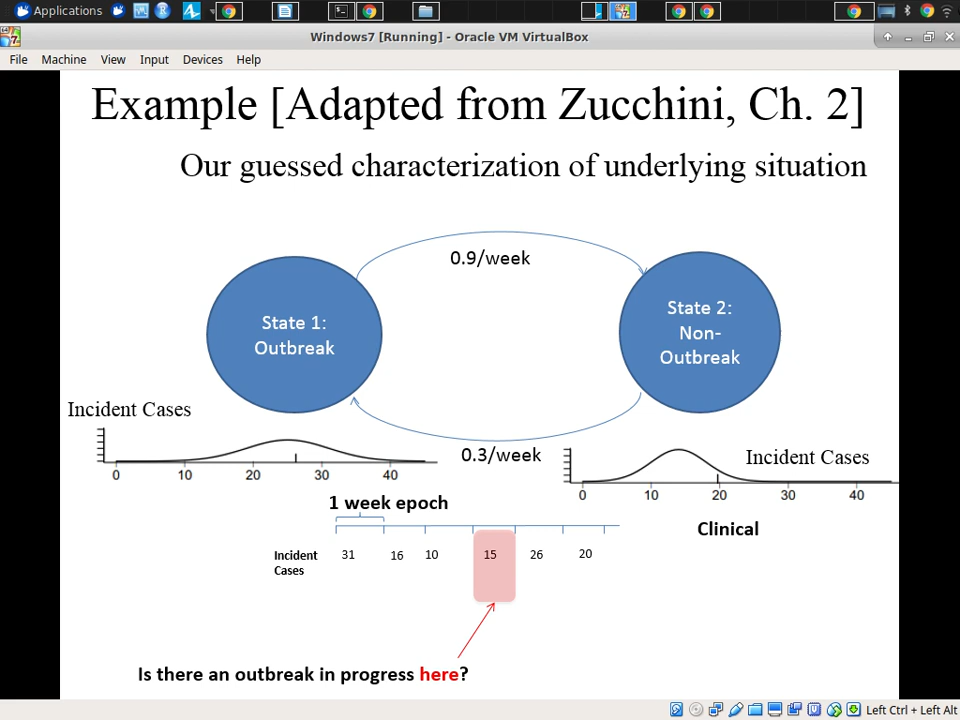 Applications
Windows7 [Running] - Oracle VM VirtualBox
File Machine View Input Devices Help
Example [Adapted from Zucchini, Ch. 2]
Our guessed characterization of underlying situation
0.9/week
State 1:
Outbreak
State 2:
Non-
Outbreak
Incident Cases
0 10 20 30 40
0.3/week
Incident Cases
0 10 20 30 40
1 week epoch
Clinical
Incident
Cases
31 16 10 15 26 20
Is there an outbreak in progress here?
Left Ctrl + Left Alt